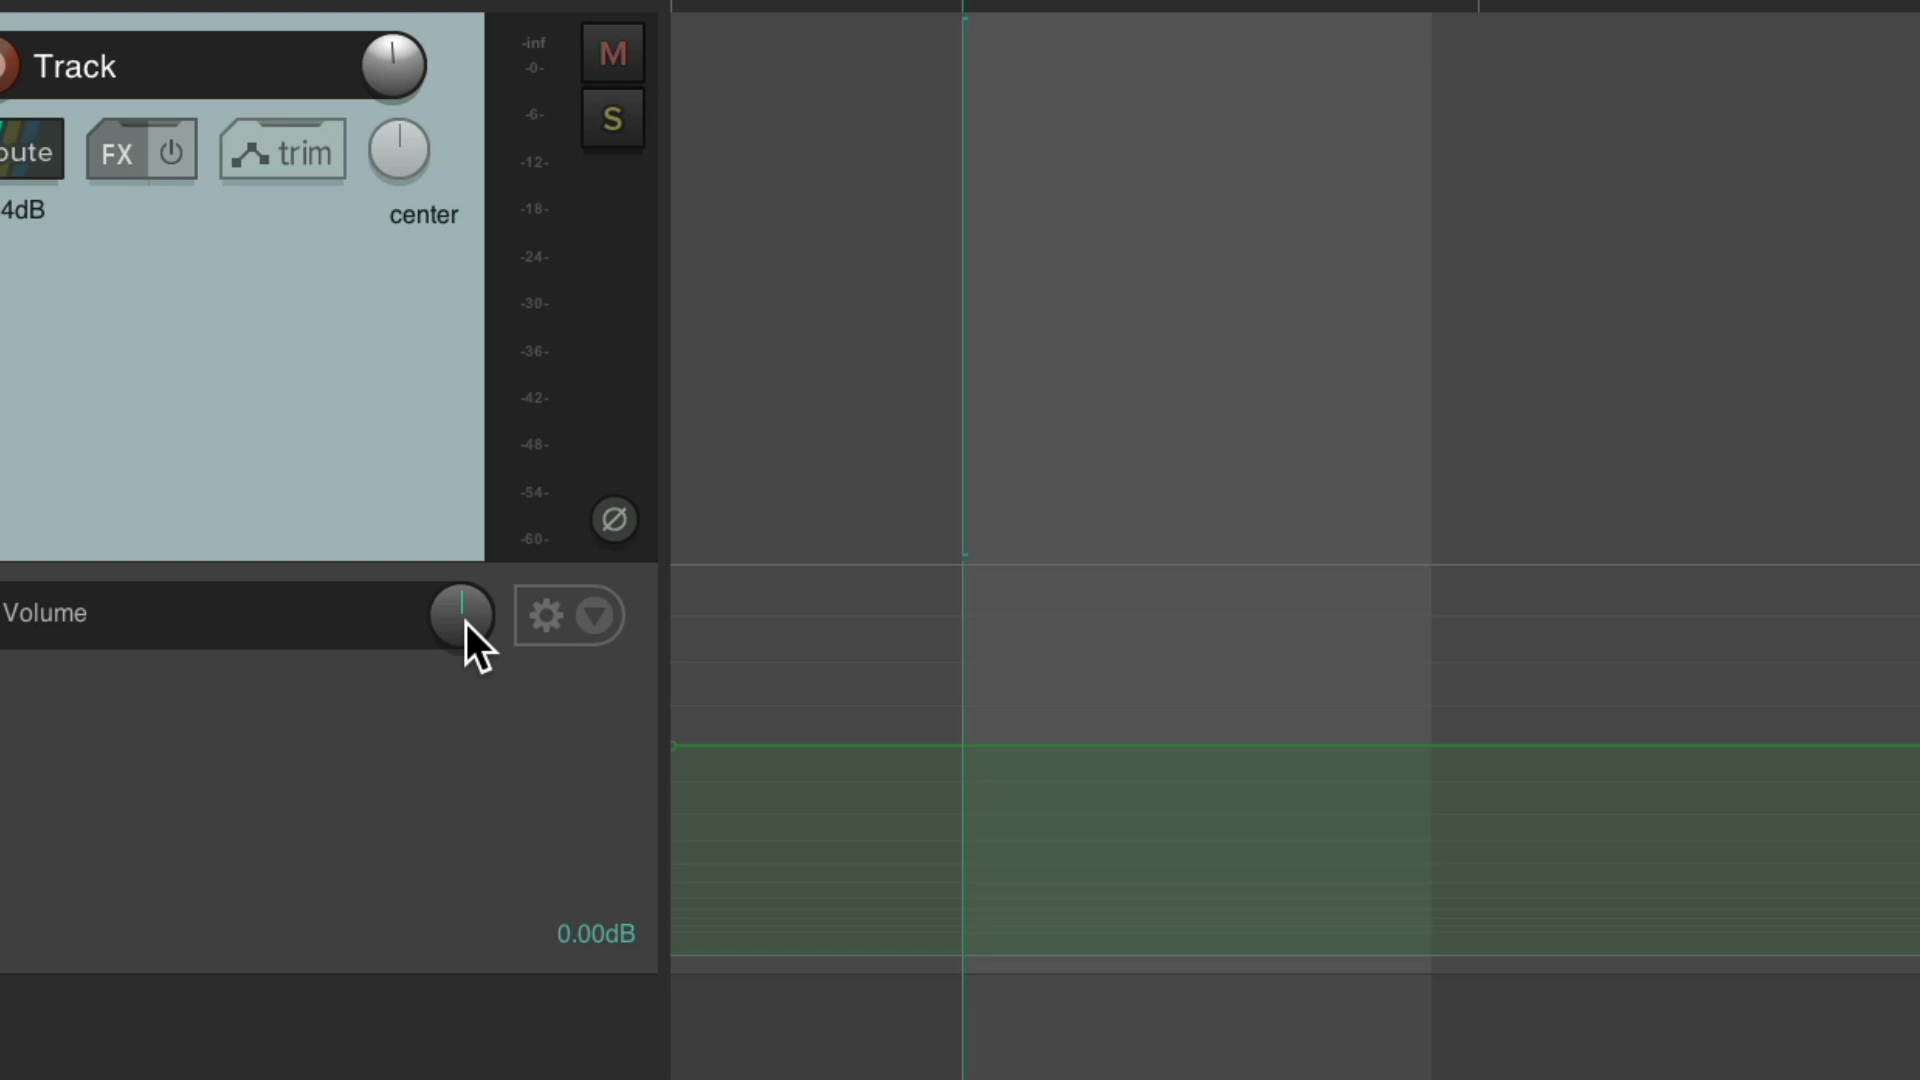 Track
-inf
M
-0-
-6-
S
oute
FX
trim
-12-
4dB
center
-18-
-24-
-30-
-36-
-42-
-48-
-54-
-60-
Volume
0.00dB